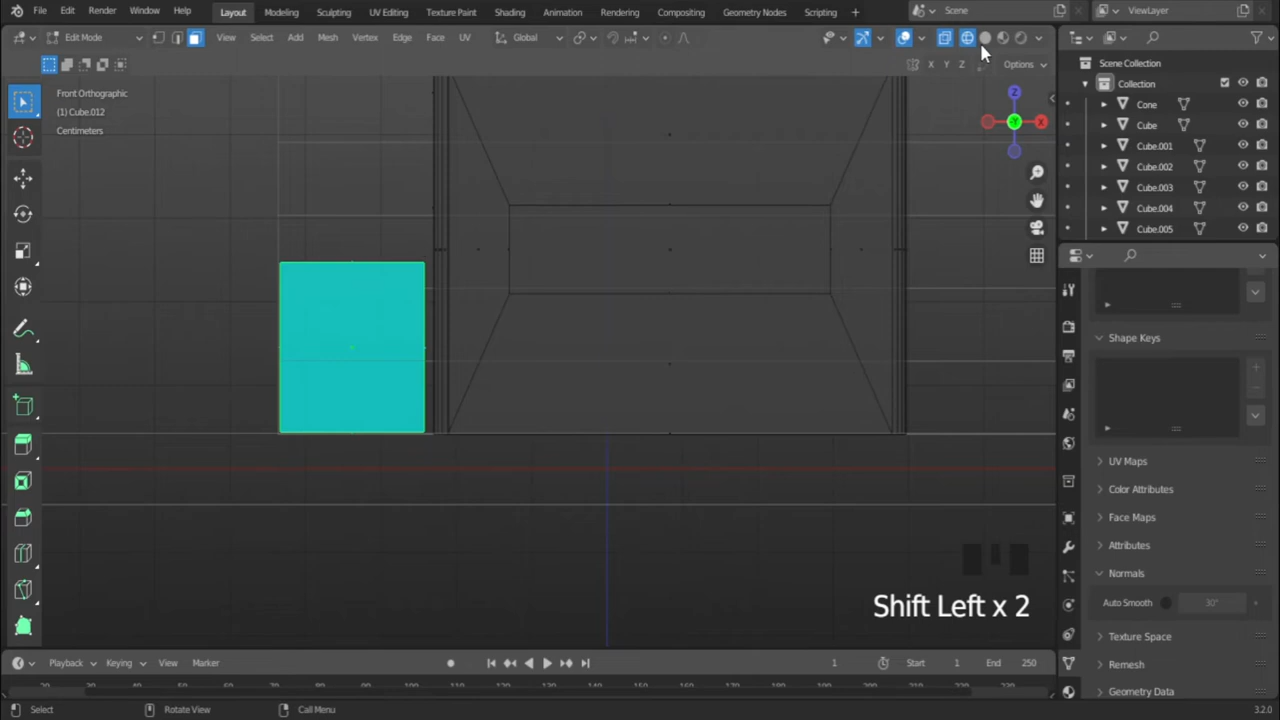 File Edit Render Window Help Layout Modeling Sculpting UV Editing Texture Paint Shading Animation Rendering Compositing Geometry Nodes Scripting + Scene ViewLayer
Edit Mode View Select Add Mesh Vertex Edge Face UV Global
X Y Z Options
Front Orthographic
(1) Cube.012
Centimeters
Z
-Y X
Scene Collection
Collection
Cone
Cube
Cube.001
Cube.002
Cube.003
Cube.004
Cube.005
Shape Keys
UV Maps
Color Attributes
Face Maps
Attributes
Normals
Auto Smooth 30°
Texture Space
Remesh
Geometry Data
Shift Left x 2
Playback Keying View Marker 1 Start 1 End 250
Select Rotate View Call Menu 3.2.0